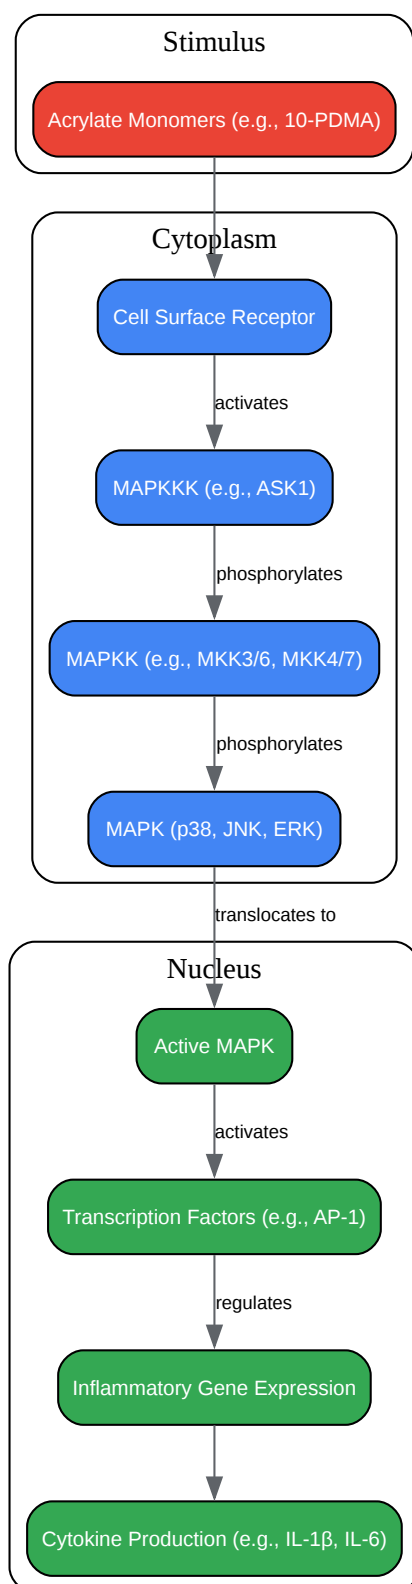 Stimulus
Acrylate Monomers (e.g., 10-PDMA)
Cytoplasm
Cell Surface Receptor
activates
MAPKKK (e.g., ASK1)
phosphorylates
MAPKK (e.g., MKK3/6, MKK4/7)
phosphorylates
MAPK (p38, JNK, ERK)
translocates to
Nucleus
Active MAPK
activates
Transcription Factors (e.g., AP-1)
regulates
Inflammatory Gene Expression
Cytokine Production (e.g., IL-1β, IL-6)